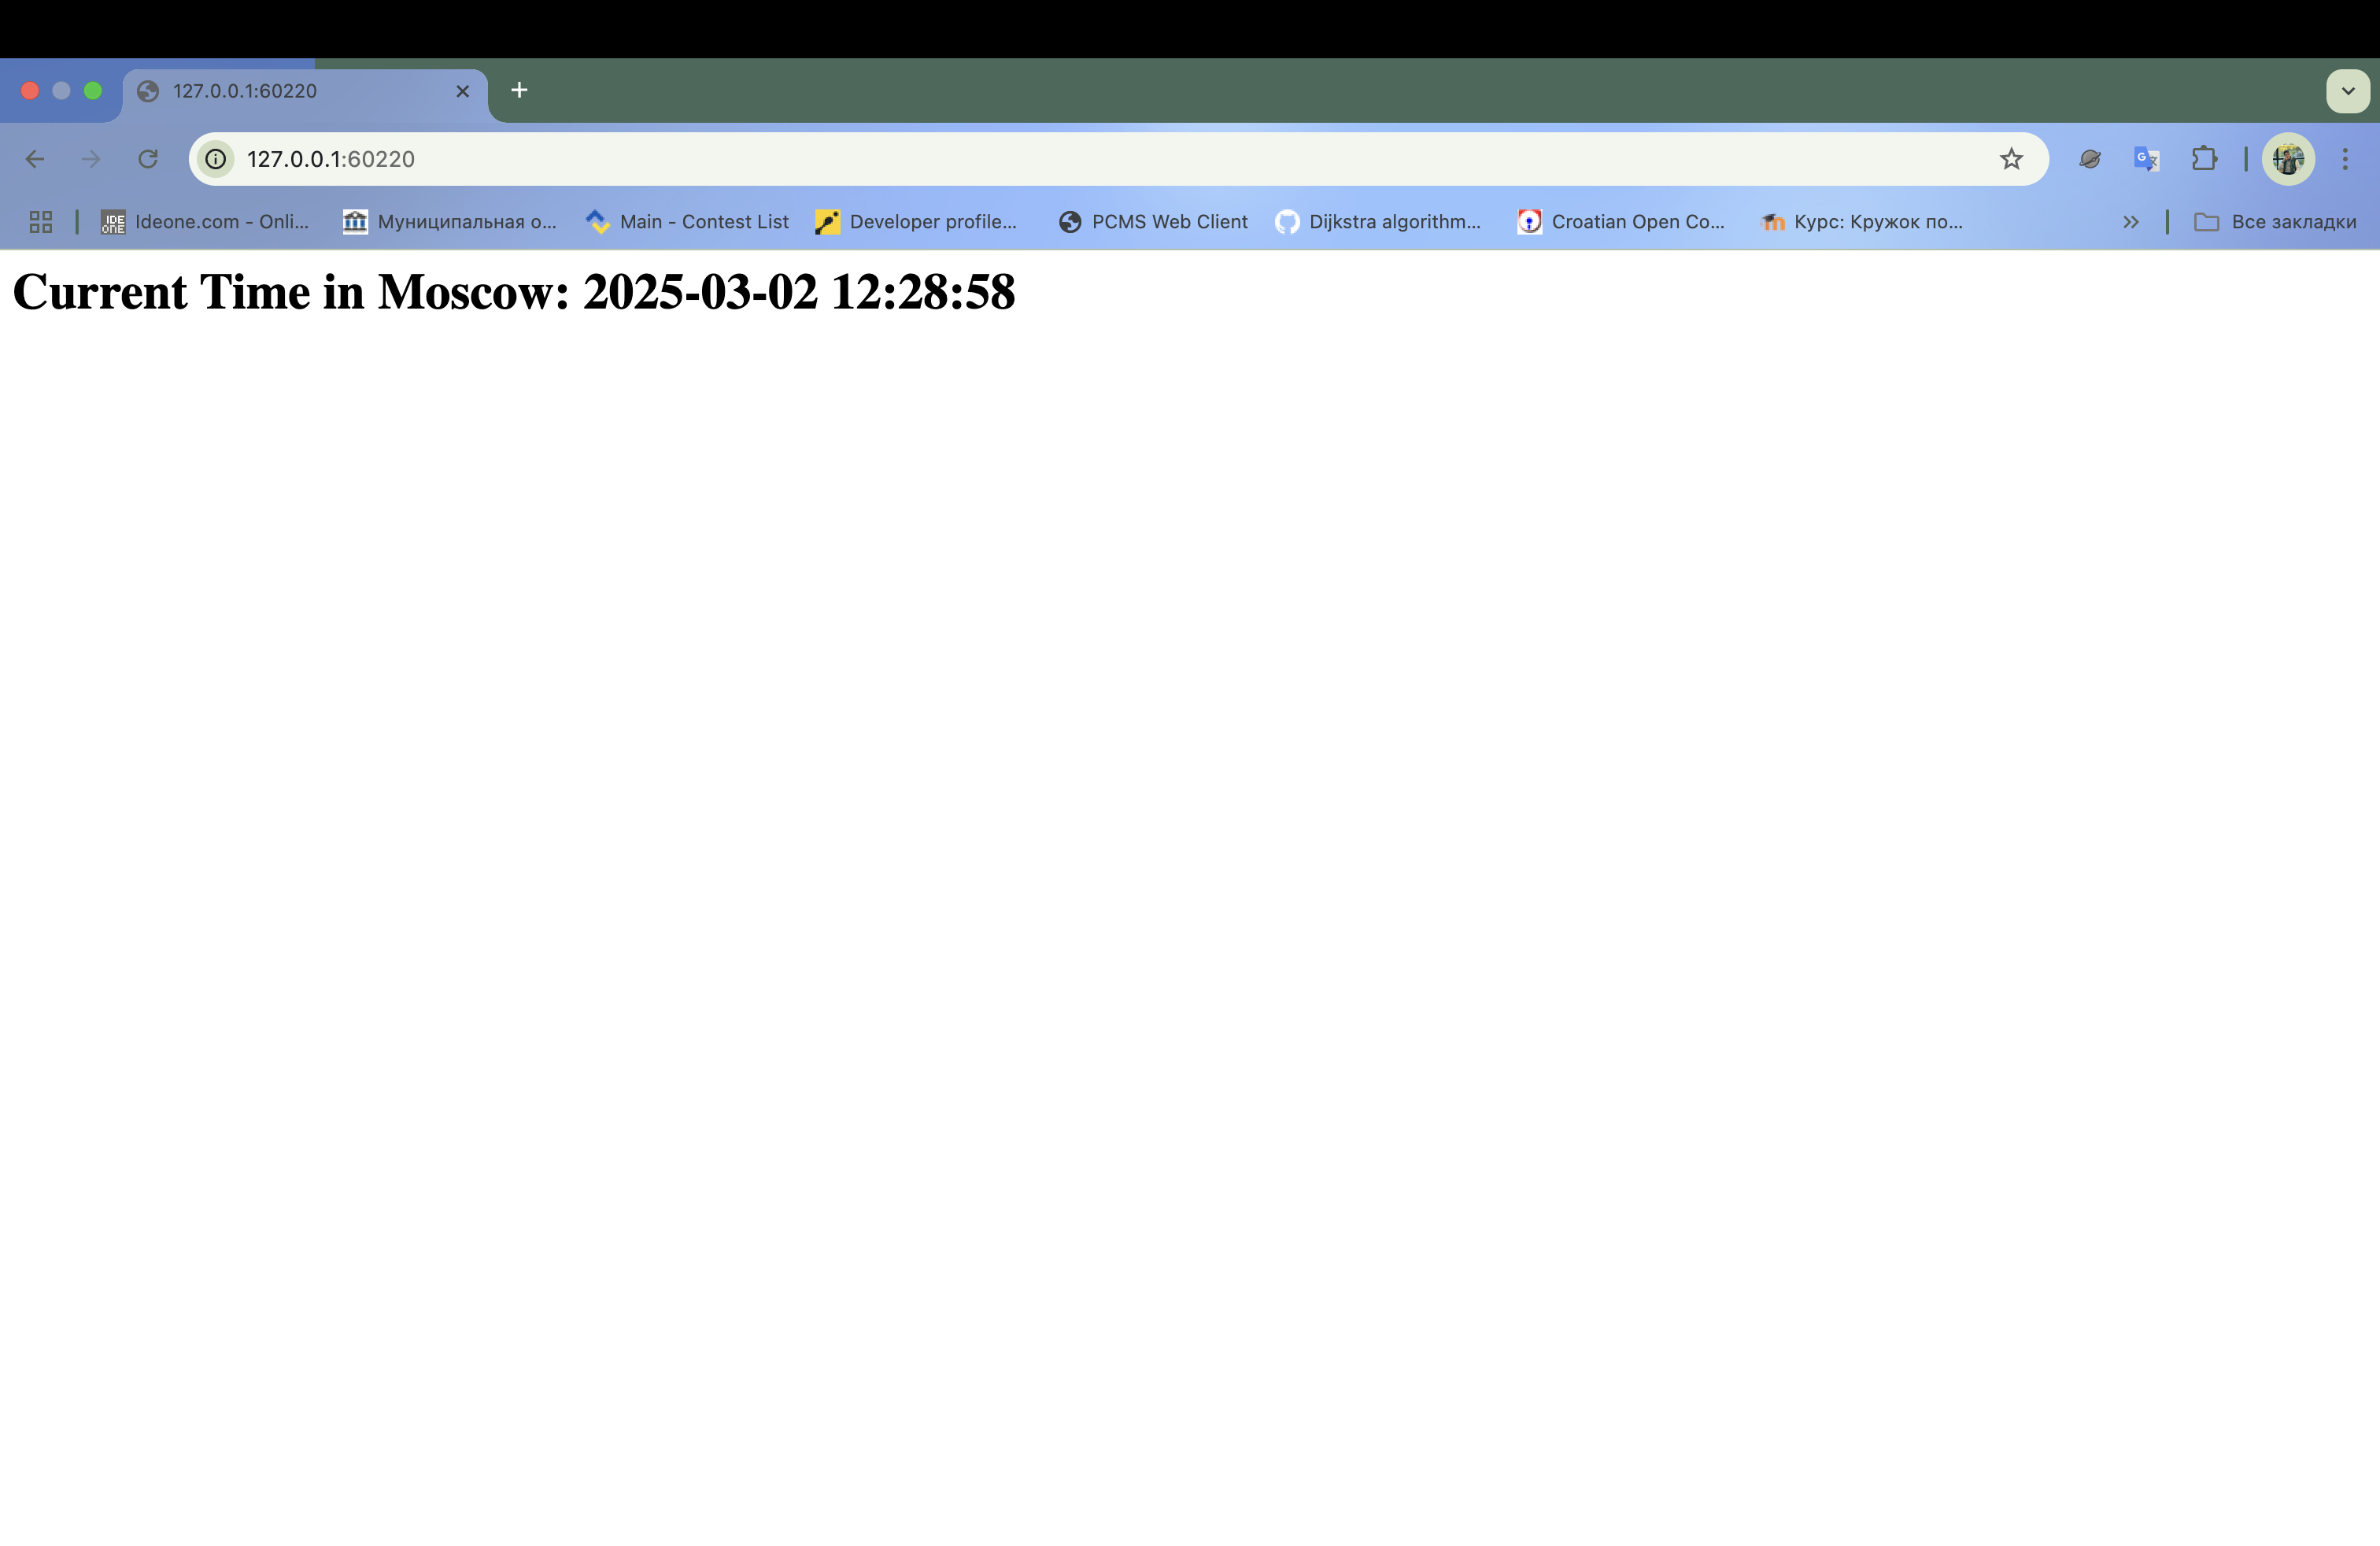 127.0.0.1:60220
127.0.0.1:60220
IDE ONE Ideone.com - Onli... Муниципальная о... Main - Contest List Developer profile... PCMS Web Client Dijkstra algorithm... Croatian Open Co... Курс: Кружок по... Все закладки
Current Time in Moscow: 2025-03-02 12:28:58